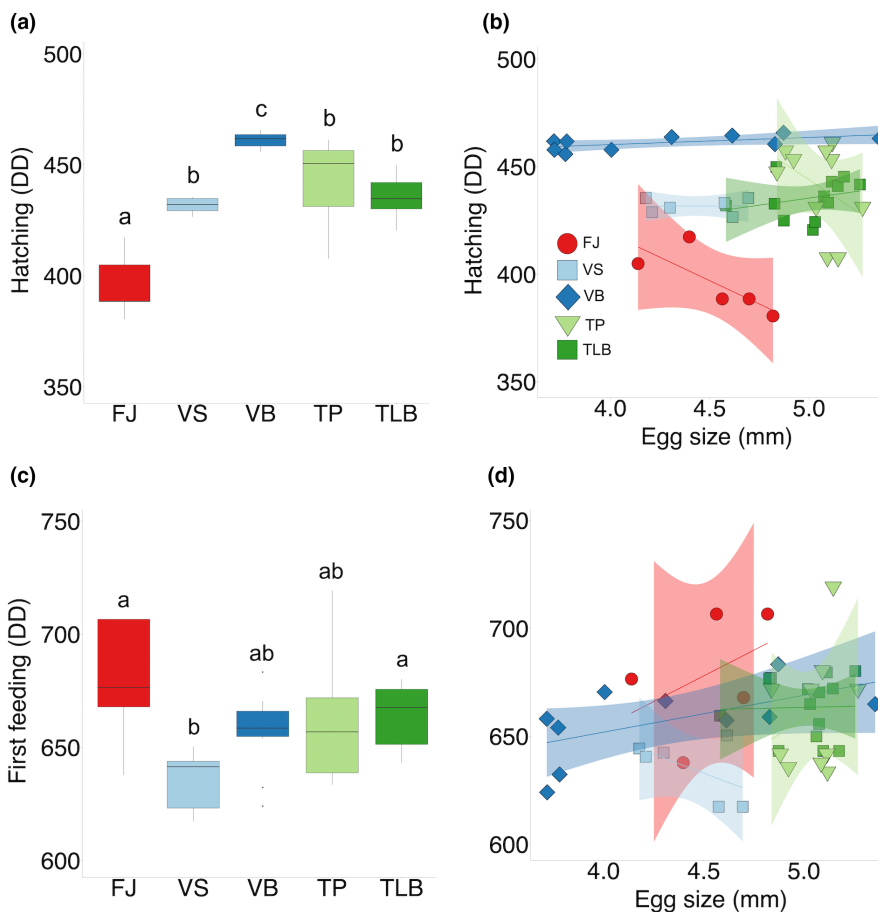 (a)
500
450
400
350
Hatching (DD)
a
b
c
b
b
FJ VS VB TP TLB
(b)
500
450
400
350
Hatching (DD)
FJ
VS
VB
TP
TLB
4.0 4.5 5.0
Egg size (mm)
(c)
750
700
650
600
First feeding (DD)
a
b
ab
ab
a
FJ VS VB TP TLB
(d)
750
700
650
600
4.0 4.5 5.0
Egg size (mm)